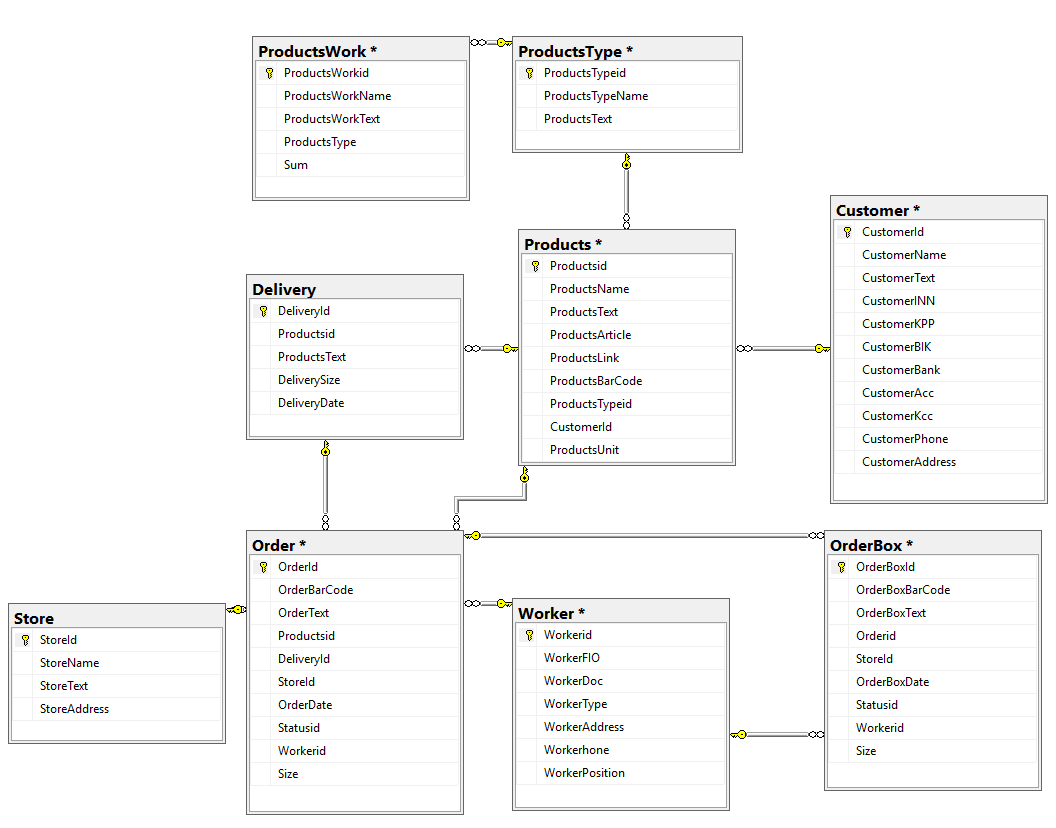 ProductsWork *
ProductsWorkid
ProductsWorkName
ProductsWorkText
ProductsType
Sum
ProductsType *
ProductsTypeid
ProductsTypeName
ProductsText
Customer *
CustomerId
CustomerName
CustomerText
CustomerINN
CustomerKPP
CustomerBIK
CustomerBank
CustomerAcc
CustomerKcc
CustomerPhone
CustomerAddress
Products *
Productsid
ProductsName
ProductsText
ProductsArticle
ProductsLink
ProductsBarCode
ProductsTypeid
CustomerId
ProductsUnit
Delivery
DeliveryId
Productsid
ProductsText
DeliverySize
DeliveryDate
Order *
OrderId
OrderBarCode
OrderText
Productsid
DeliveryId
StoreId
OrderDate
Statusid
Workerid
Size
OrderBox *
OrderBoxId
OrderBoxBarCode
OrderBoxText
Orderid
StoreId
OrderBoxDate
Statusid
Workerid
Size
Store
StoreId
StoreName
StoreText
StoreAddress
Worker *
Workerid
WorkerFIO
WorkerDoc
WorkerType
WorkerAddress
Workerhone
WorkerPosition